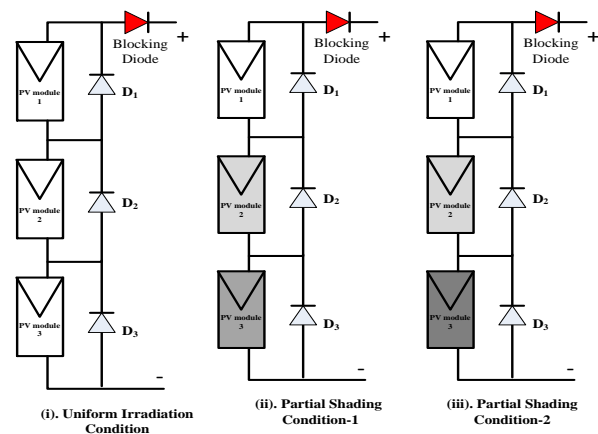 Blocking
Diode
+
PV module
1
D₁
PV module
2
D₂
PV module
3
D₃
-
(i). Uniform Irradiation
Condition
Blocking
Diode
+
PV module
1
D₁
PV module
2
D₂
PV module
3
D₃
-
(ii). Partial Shading
Condition-1
Blocking
Diode
+
PV module
1
D₁
PV module
2
D₂
PV module
3
D₃
-
(iii). Partial Shading
Condition-2